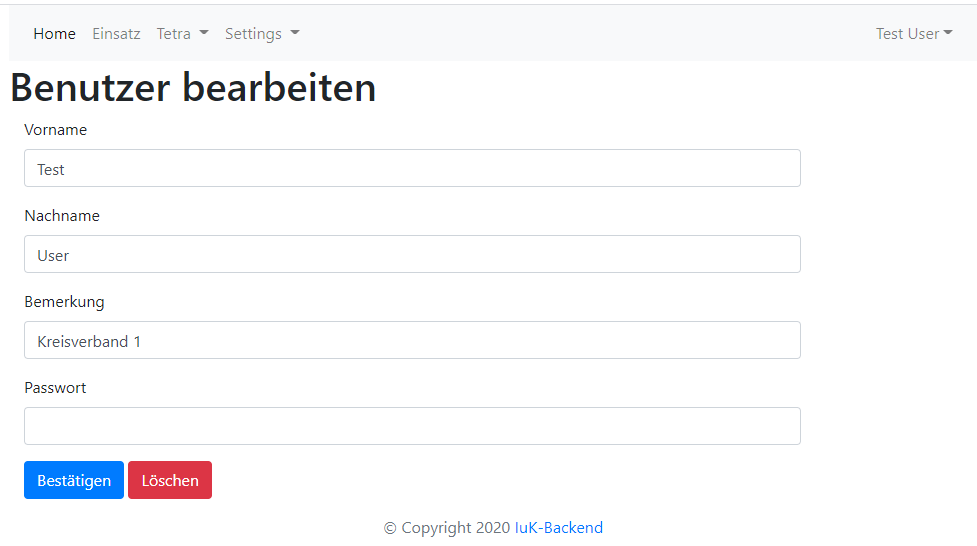 Home Einsatz Tetra Settings Test User
Benutzer bearbeiten
Vorname
Test
Nachname
User
Bemerkung
Kreisverband 1
Passwort
Bestätigen Löschen
© Copyright 2020 IuK-Backend